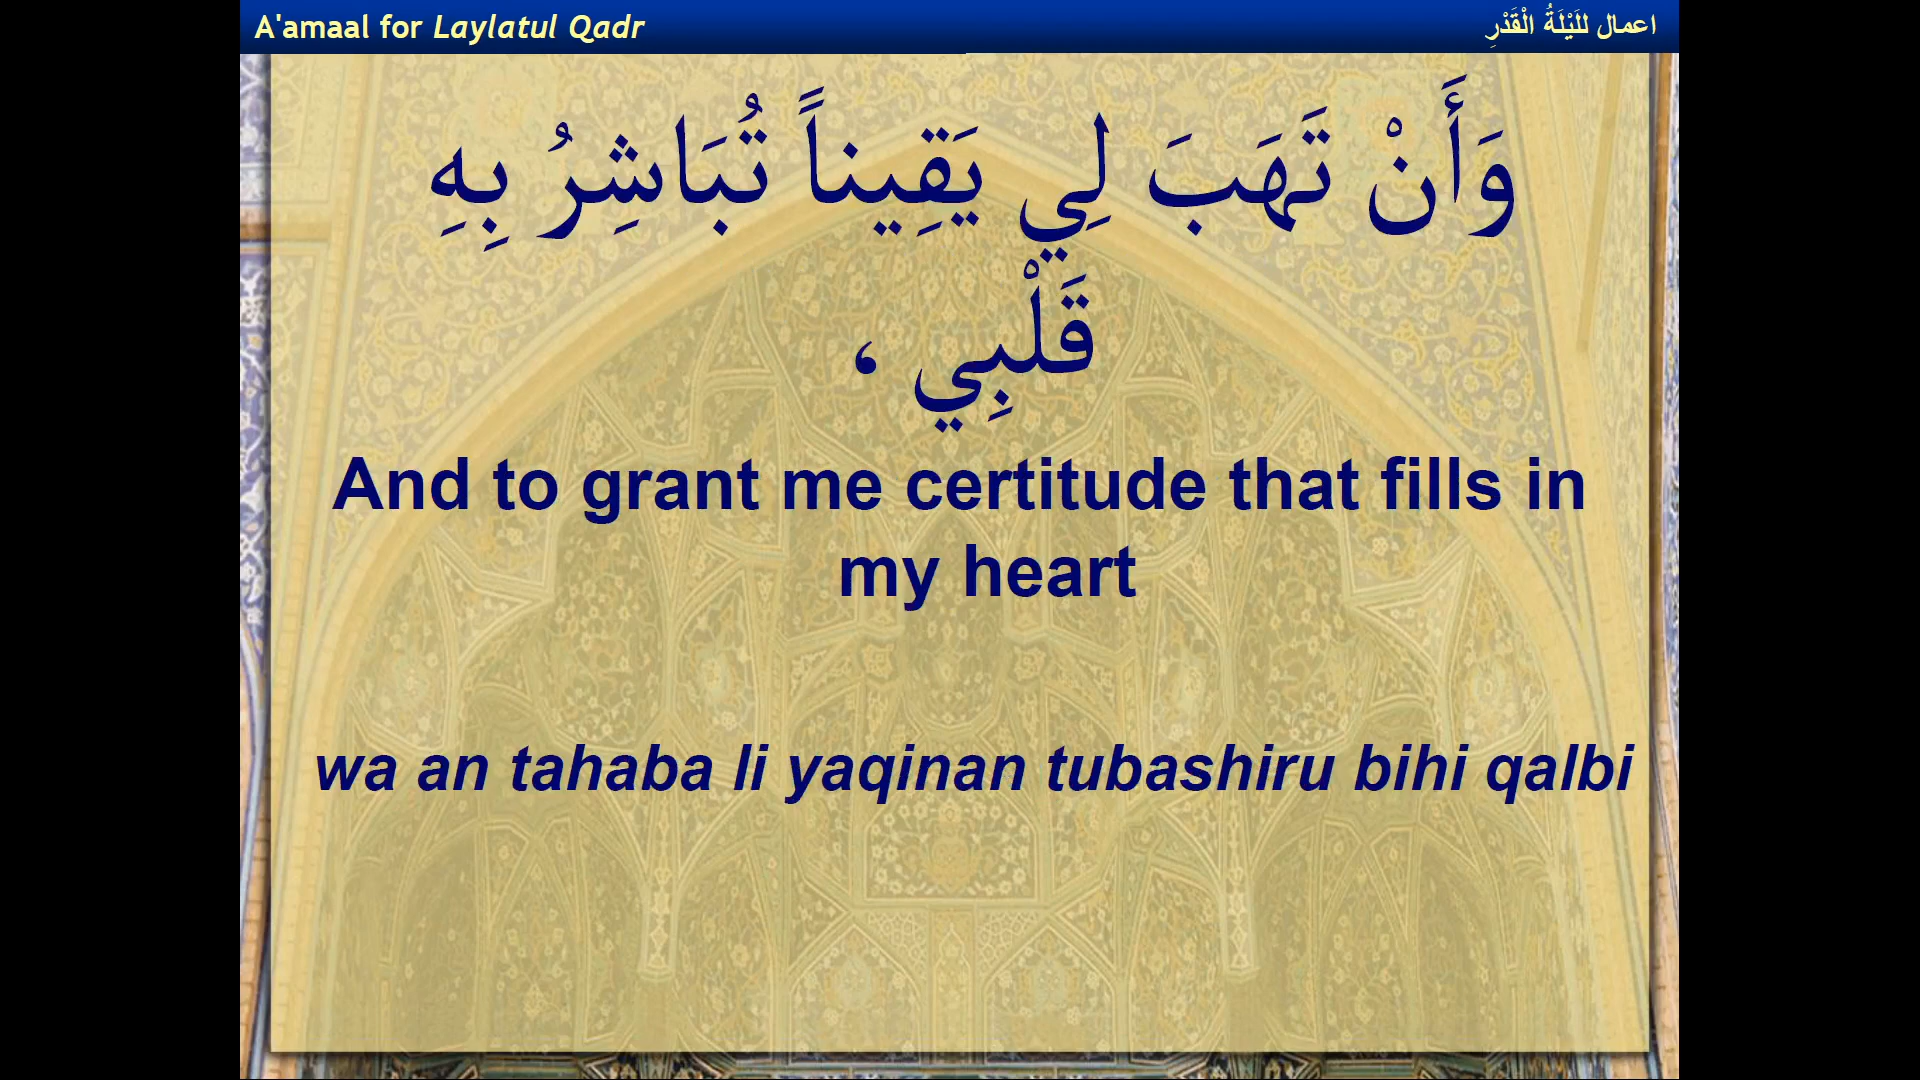 A'amaal for Laylatul Qadr
اعمال للَيْلَةُ الْقَدْرِ
وَأَنْ تَهَبَ لِي يَقِيناً تُبَاشِرُ بِهِ
قَلْبِي ،
And to grant me certitude that fills in
my heart
wa an tahaba li yaqinan tubashiru bihi qalbi